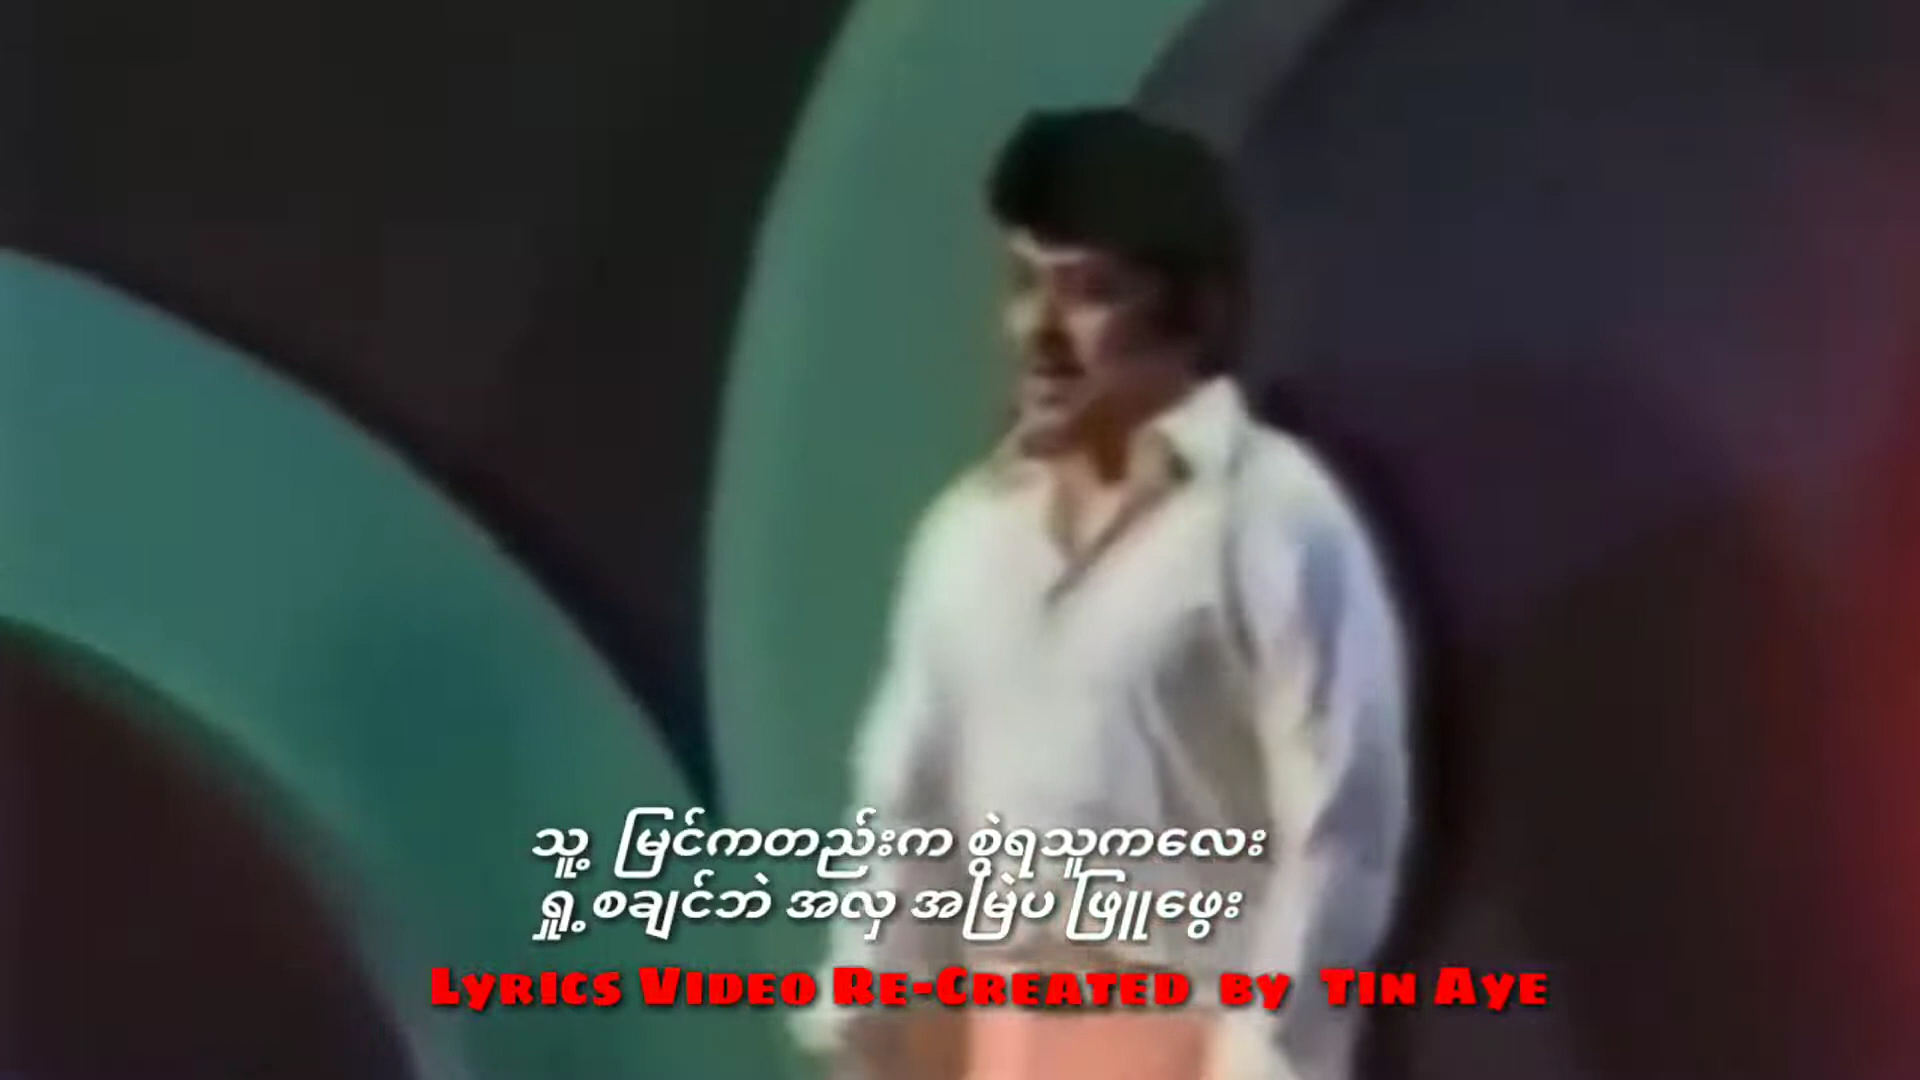 သူ့ မြင်ကတည်းက စွဲရသူကလေး
ရှု့စချင်ဘဲ အလှ အမြဲပ ဖြူဖွေး
Lyrics Video Re-Created by Tin Aye